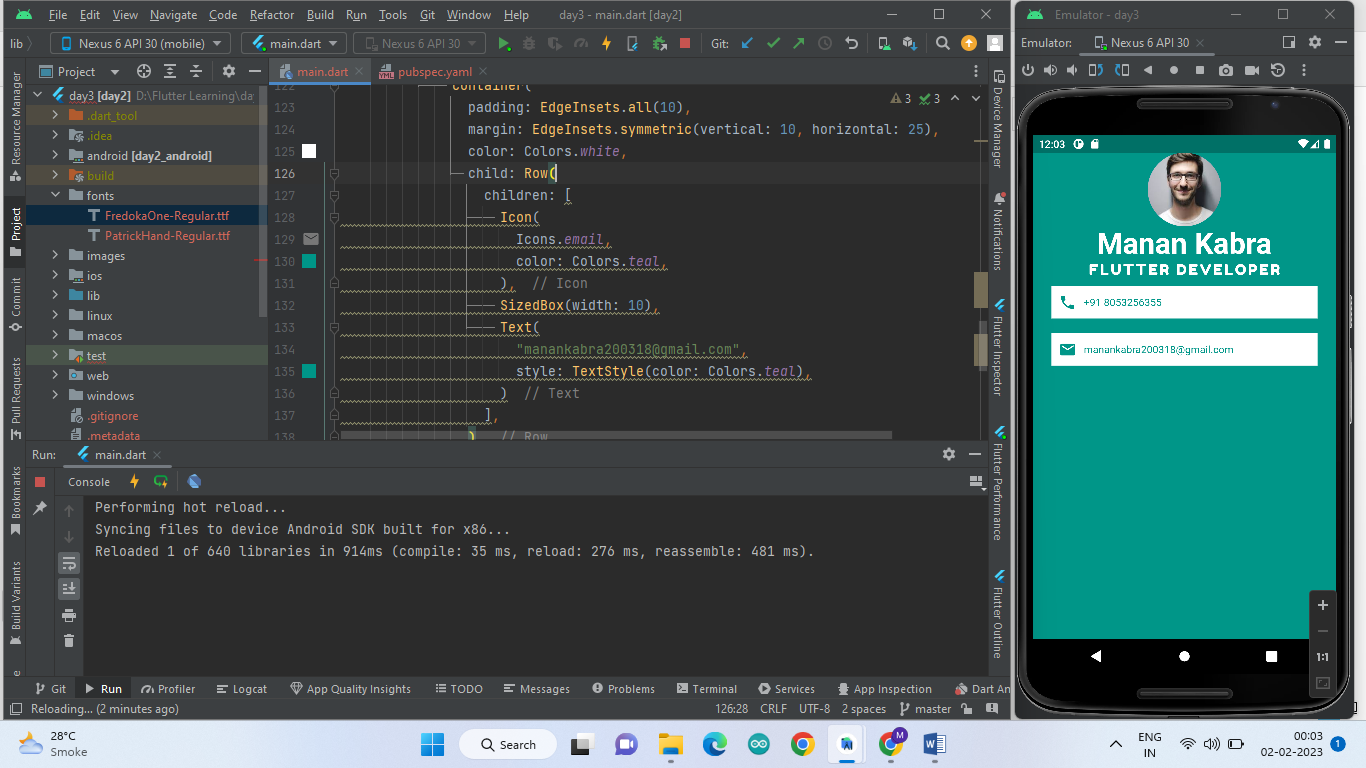 File Edit View Navigate Code Refactor Build Run Tools Git Window Help day3 - main.dart [day2]
lib Nexus 6 API 30 (mobile) main.dart Nexus 6 API 30 Git:
Project main.dart pubspec.yaml
Resource Manager
Project
Commit
Pull Requests
Bookmarks
Build Variants
day3 [day2] D:\Flutter Learning\da
.dart_tool
.idea
android [day2_android]
build
fonts
FredokaOne-Regular.ttf
PatrickHand-Regular.ttf
images
ios
lib
linux
macos
test
web
windows
.gitignore
.metadata
3 3
122 Container(
123 padding: EdgeInsets.all(10),
124 margin: EdgeInsets.symmetric(vertical: 10, horizontal: 25),
125 color: Colors.white,
126 child: Row(
127 children: [
128 Icon(
129 Icons.email,
130 color: Colors.teal,
131 ), // Icon
132 SizedBox(width: 10),
133 Text(
134 "manankabra200318@gmail.com",
135 style: TextStyle(color: Colors.teal),
136 ) // Text
137 ],
138 ) // Row
Device Manager
Notifications
Flutter Inspector
Flutter Performance
Flutter Outline
Run: main.dart
Console
Performing hot reload...
Syncing files to device Android SDK built for x86...
Reloaded 1 of 640 libraries in 914ms (compile: 35 ms, reload: 276 ms, reassemble: 481 ms).
Git Run Profiler Logcat App Quality Insights TODO Messages Problems Terminal Services App Inspection Dart An
Reloading... (2 minutes ago) 126:28 CRLF UTF-8 2 spaces master
Emulator - day3
Emulator: Nexus 6 API 30
12:03
Manan Kabra
FLUTTER DEVELOPER
+91 8053256355
manankabra200318@gmail.com
1:1
28°C
Smoke
Search
M
ENG
IN
00:03
02-02-2023
1